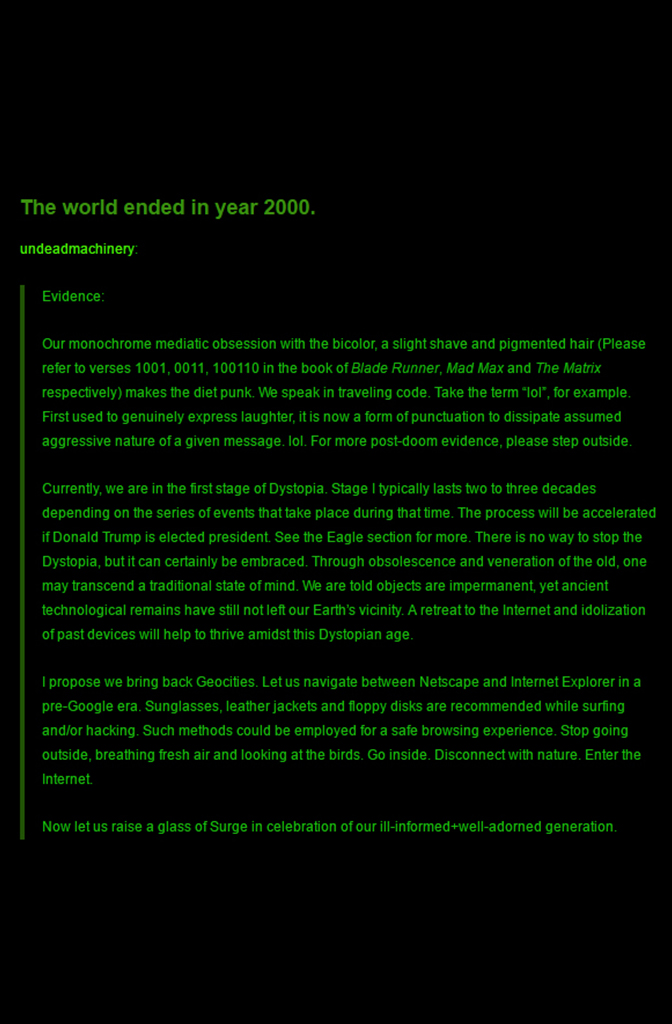 The world ended in year 2000.
undeadmachinery:
Evidence:
Our monochrome mediatic obsession with the bicolor, a slight shave and pigmented hair (Please
refer to verses 1001, 0011, 100110 in the book of Blade Runner, Mad Max and The Matrix
respectively) makes the diet punk. We speak in traveling code. Take the term “lol”, for example.
First used to genuinely express laughter, it is now a form of punctuation to dissipate assumed
aggressive nature of a given message. lol. For more post-doom evidence, please step outside.
Currently, we are in the first stage of Dystopia. Stage I typically lasts two to three decades
depending on the series of events that take place during that time. The process will be accelerated
if Donald Trump is elected president. See the Eagle section for more. There is no way to stop the
Dystopia, but it can certainly be embraced. Through obsolescence and veneration of the old, one
may transcend a traditional state of mind. We are told objects are impermanent, yet ancient
technological remains have still not left our Earth's vicinity. A retreat to the Internet and idolization
of past devices will help to thrive amidst this Dystopian age.
I propose we bring back Geocities. Let us navigate between Netscape and Internet Explorer in a
pre-Google era. Sunglasses, leather jackets and floppy disks are recommended while surfing
and/or hacking. Such methods could be employed for a safe browsing experience. Stop going
outside, breathing fresh air and looking at the birds. Go inside. Disconnect with nature. Enter the
Internet.
Now let us raise a glass of Surge in celebration of our ill-informed+well-adorned generation.